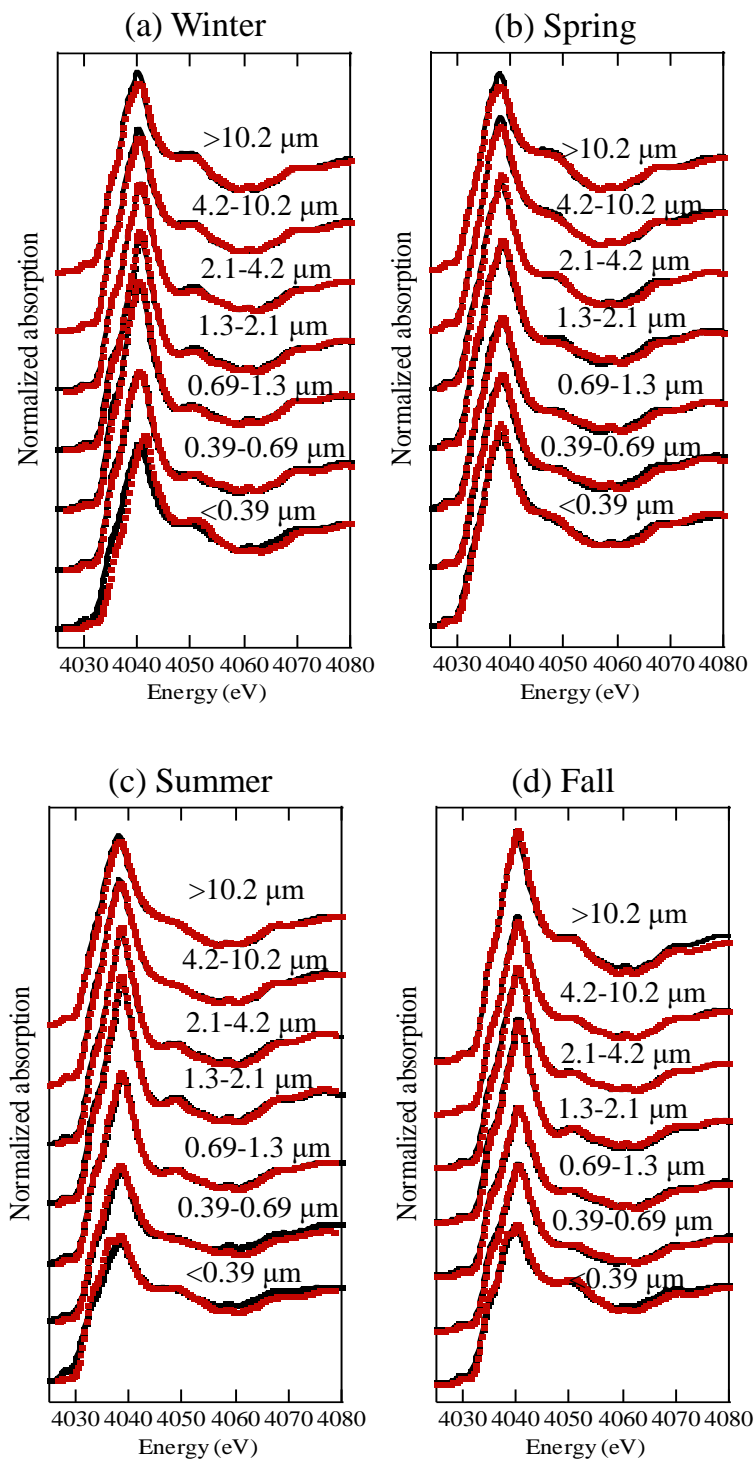 (a) Winter
Normalized absorption
>10.2 μm
4.2-10.2 μm
2.1-4.2 μm
1.3-2.1 μm
0.69-1.3 μm
0.39-0.69 μm
<0.39 μm
4030 4040 4050 4060 4070 4080
Energy (eV)
(b) Spring
Normalized absorption
>10.2 μm
4.2-10.2 μm
2.1-4.2 μm
1.3-2.1 μm
0.69-1.3 μm
0.39-0.69 μm
<0.39 μm
4030 4040 4050 4060 4070 4080
Energy (eV)
(c) Summer
Normalized absorption
>10.2 μm
4.2-10.2 μm
2.1-4.2 μm
1.3-2.1 μm
0.69-1.3 μm
0.39-0.69 μm
<0.39 μm
4030 4040 4050 4060 4070 4080
Energy (eV)
(d) Fall
Normalized absorption
>10.2 μm
4.2-10.2 μm
2.1-4.2 μm
1.3-2.1 μm
0.69-1.3 μm
0.39-0.69 μm
<0.39 μm
4030 4040 4050 4060 4070 4080
Energy (eV)